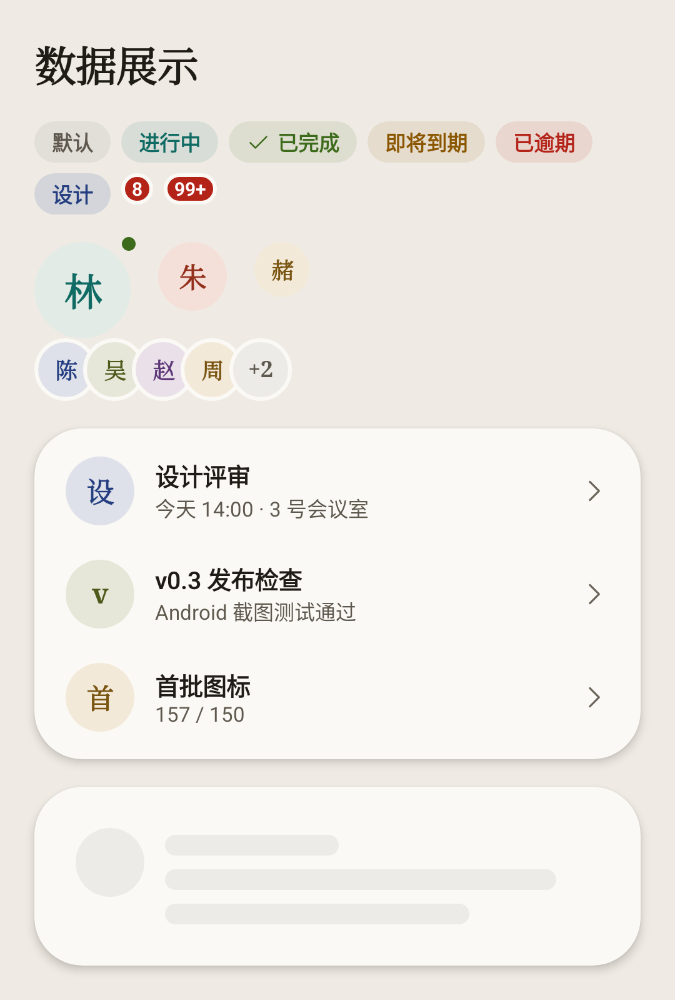 数据展示
默认 进行中 已完成 即将到期 已逾期
设计 8 99+
林 朱 赭
陈 吴 赵 周 +2
设 设计评审
今天 14:00 · 3 号会议室
v v0.3 发布检查
Android 截图测试通过
首 首批图标
157 / 150